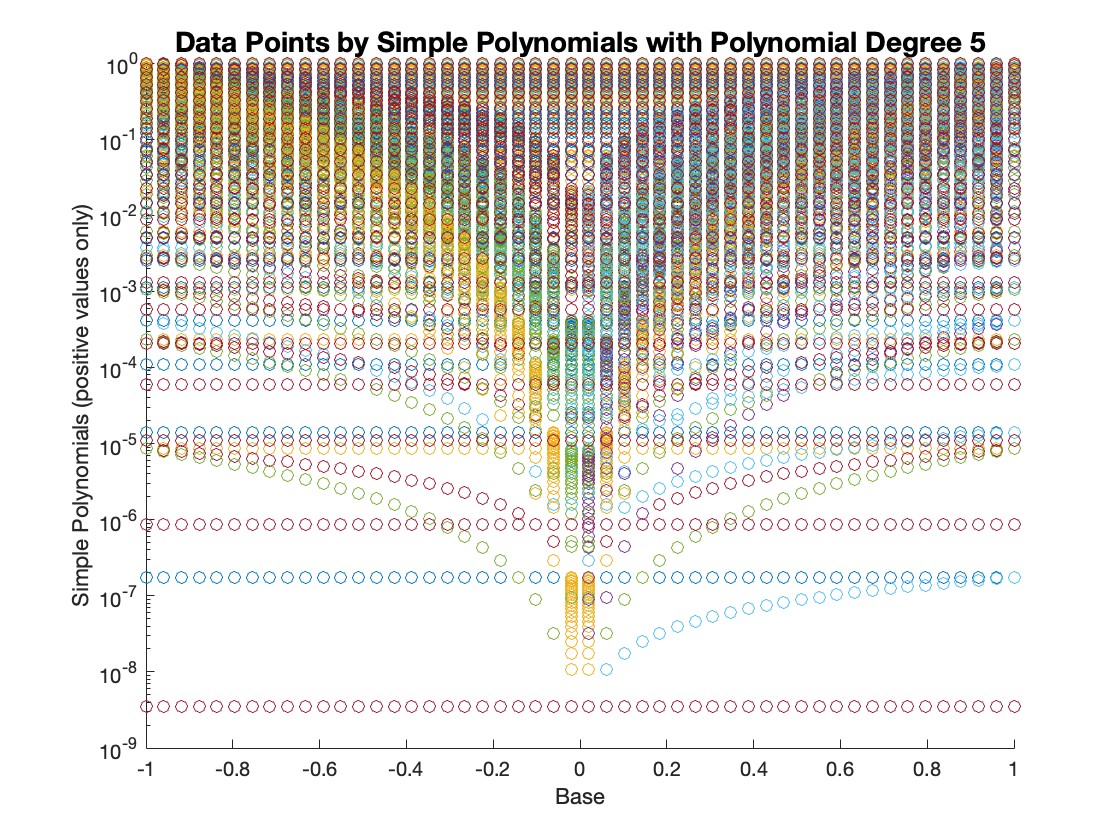 Data Points by Simple Polynomials with Polynomial Degree 5
10^0
10^-1
10^-2
10^-3
10^-4
10^-5
10^-6
10^-7
10^-8
10^-9
Simple Polynomials (positive values only)
-1 -0.8 -0.6 -0.4 -0.2 0 0.2 0.4 0.6 0.8 1
Base